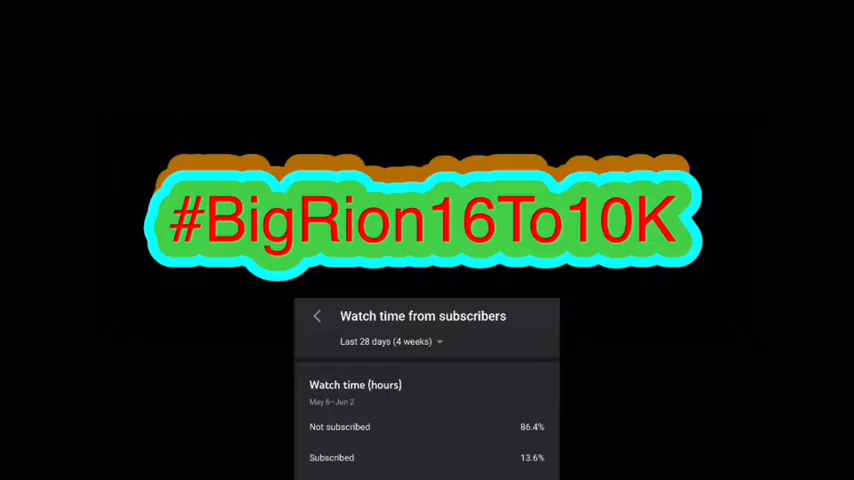 #BigRion16To10K
Watch time from subscribers
Last 28 days (4 weeks)
Watch time (hours)
May 6–Jun 2
Not subscribed 86.4%
Subscribed 13.6%